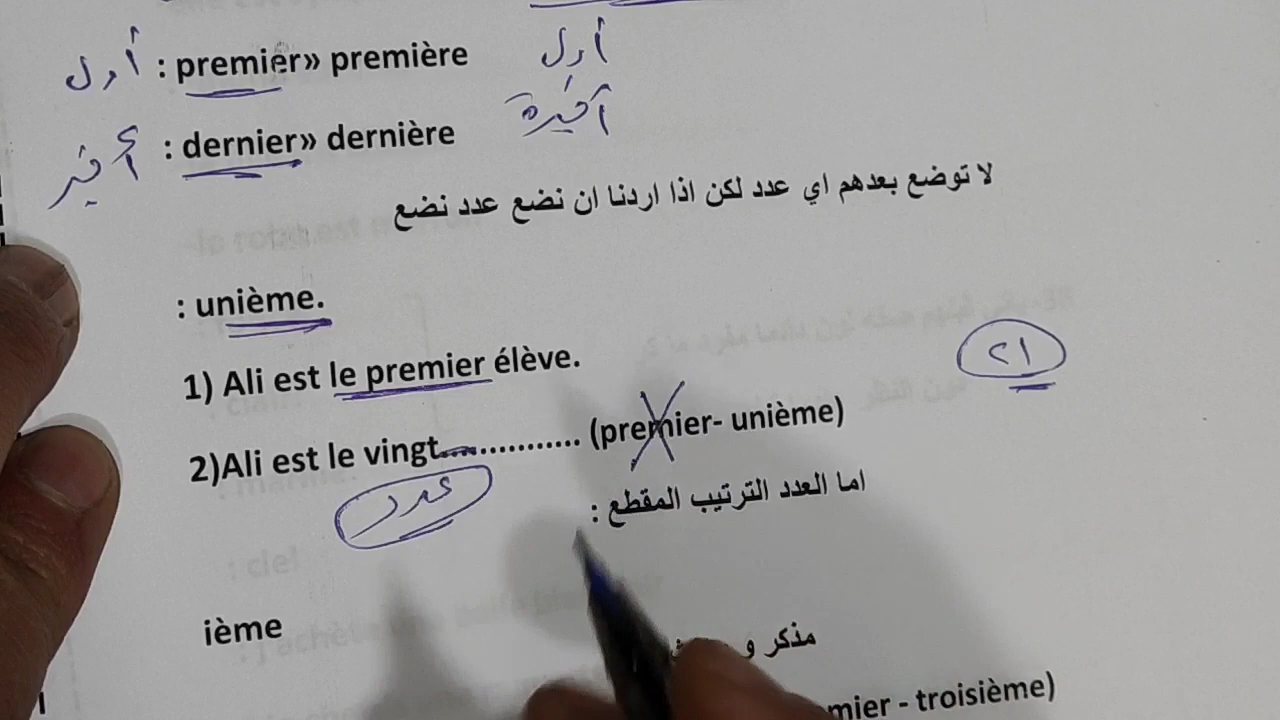 أول : premier» première أول
أخير : dernier» dernière أخيرة
لا توضع بعدهم اي عدد لكن اذا اردنا ان نضع عدد نضع
: unième.
1) Ali est le premier élève.
٢١
2)Ali est le vingt............... (premier- unième)
عدد
اما العدد الترتيب المقطع :
ième
مذكر و
mier - troisième)